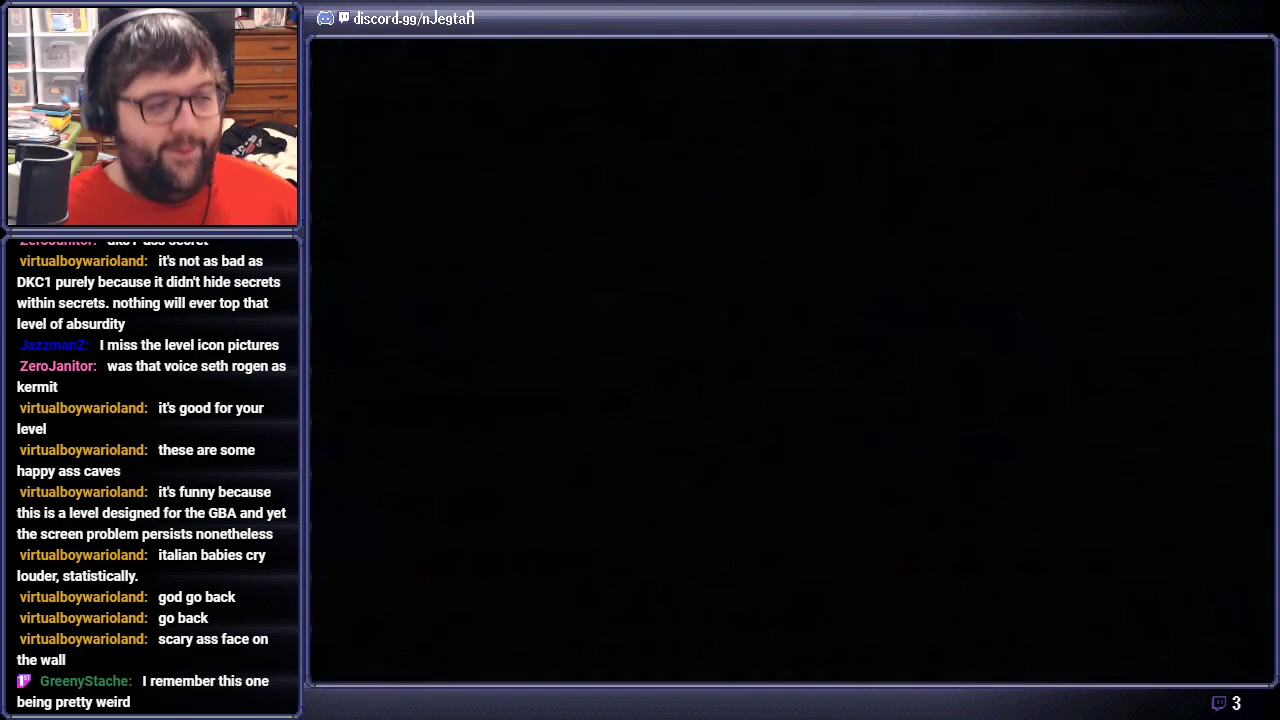 discord.gg/nJegtaA
ZeroJanitor: dkc1 ass secret
virtualboywarioland: it's not as bad as
DKC1 purely because it didn't hide secrets
within secrets. nothing will ever top that
level of absurdity
JazzmanZ: I miss the level icon pictures
ZeroJanitor: was that voice seth rogen as
kermit
virtualboywarioland: it's good for your
level
virtualboywarioland: these are some
happy ass caves
virtualboywarioland: it's funny because
this is a level designed for the GBA and yet
the screen problem persists nonetheless
virtualboywarioland: italian babies cry
louder, statistically.
virtualboywarioland: god go back
virtualboywarioland: go back
virtualboywarioland: scary ass face on
the wall
GreenyStache: I remember this one
being pretty weird
3